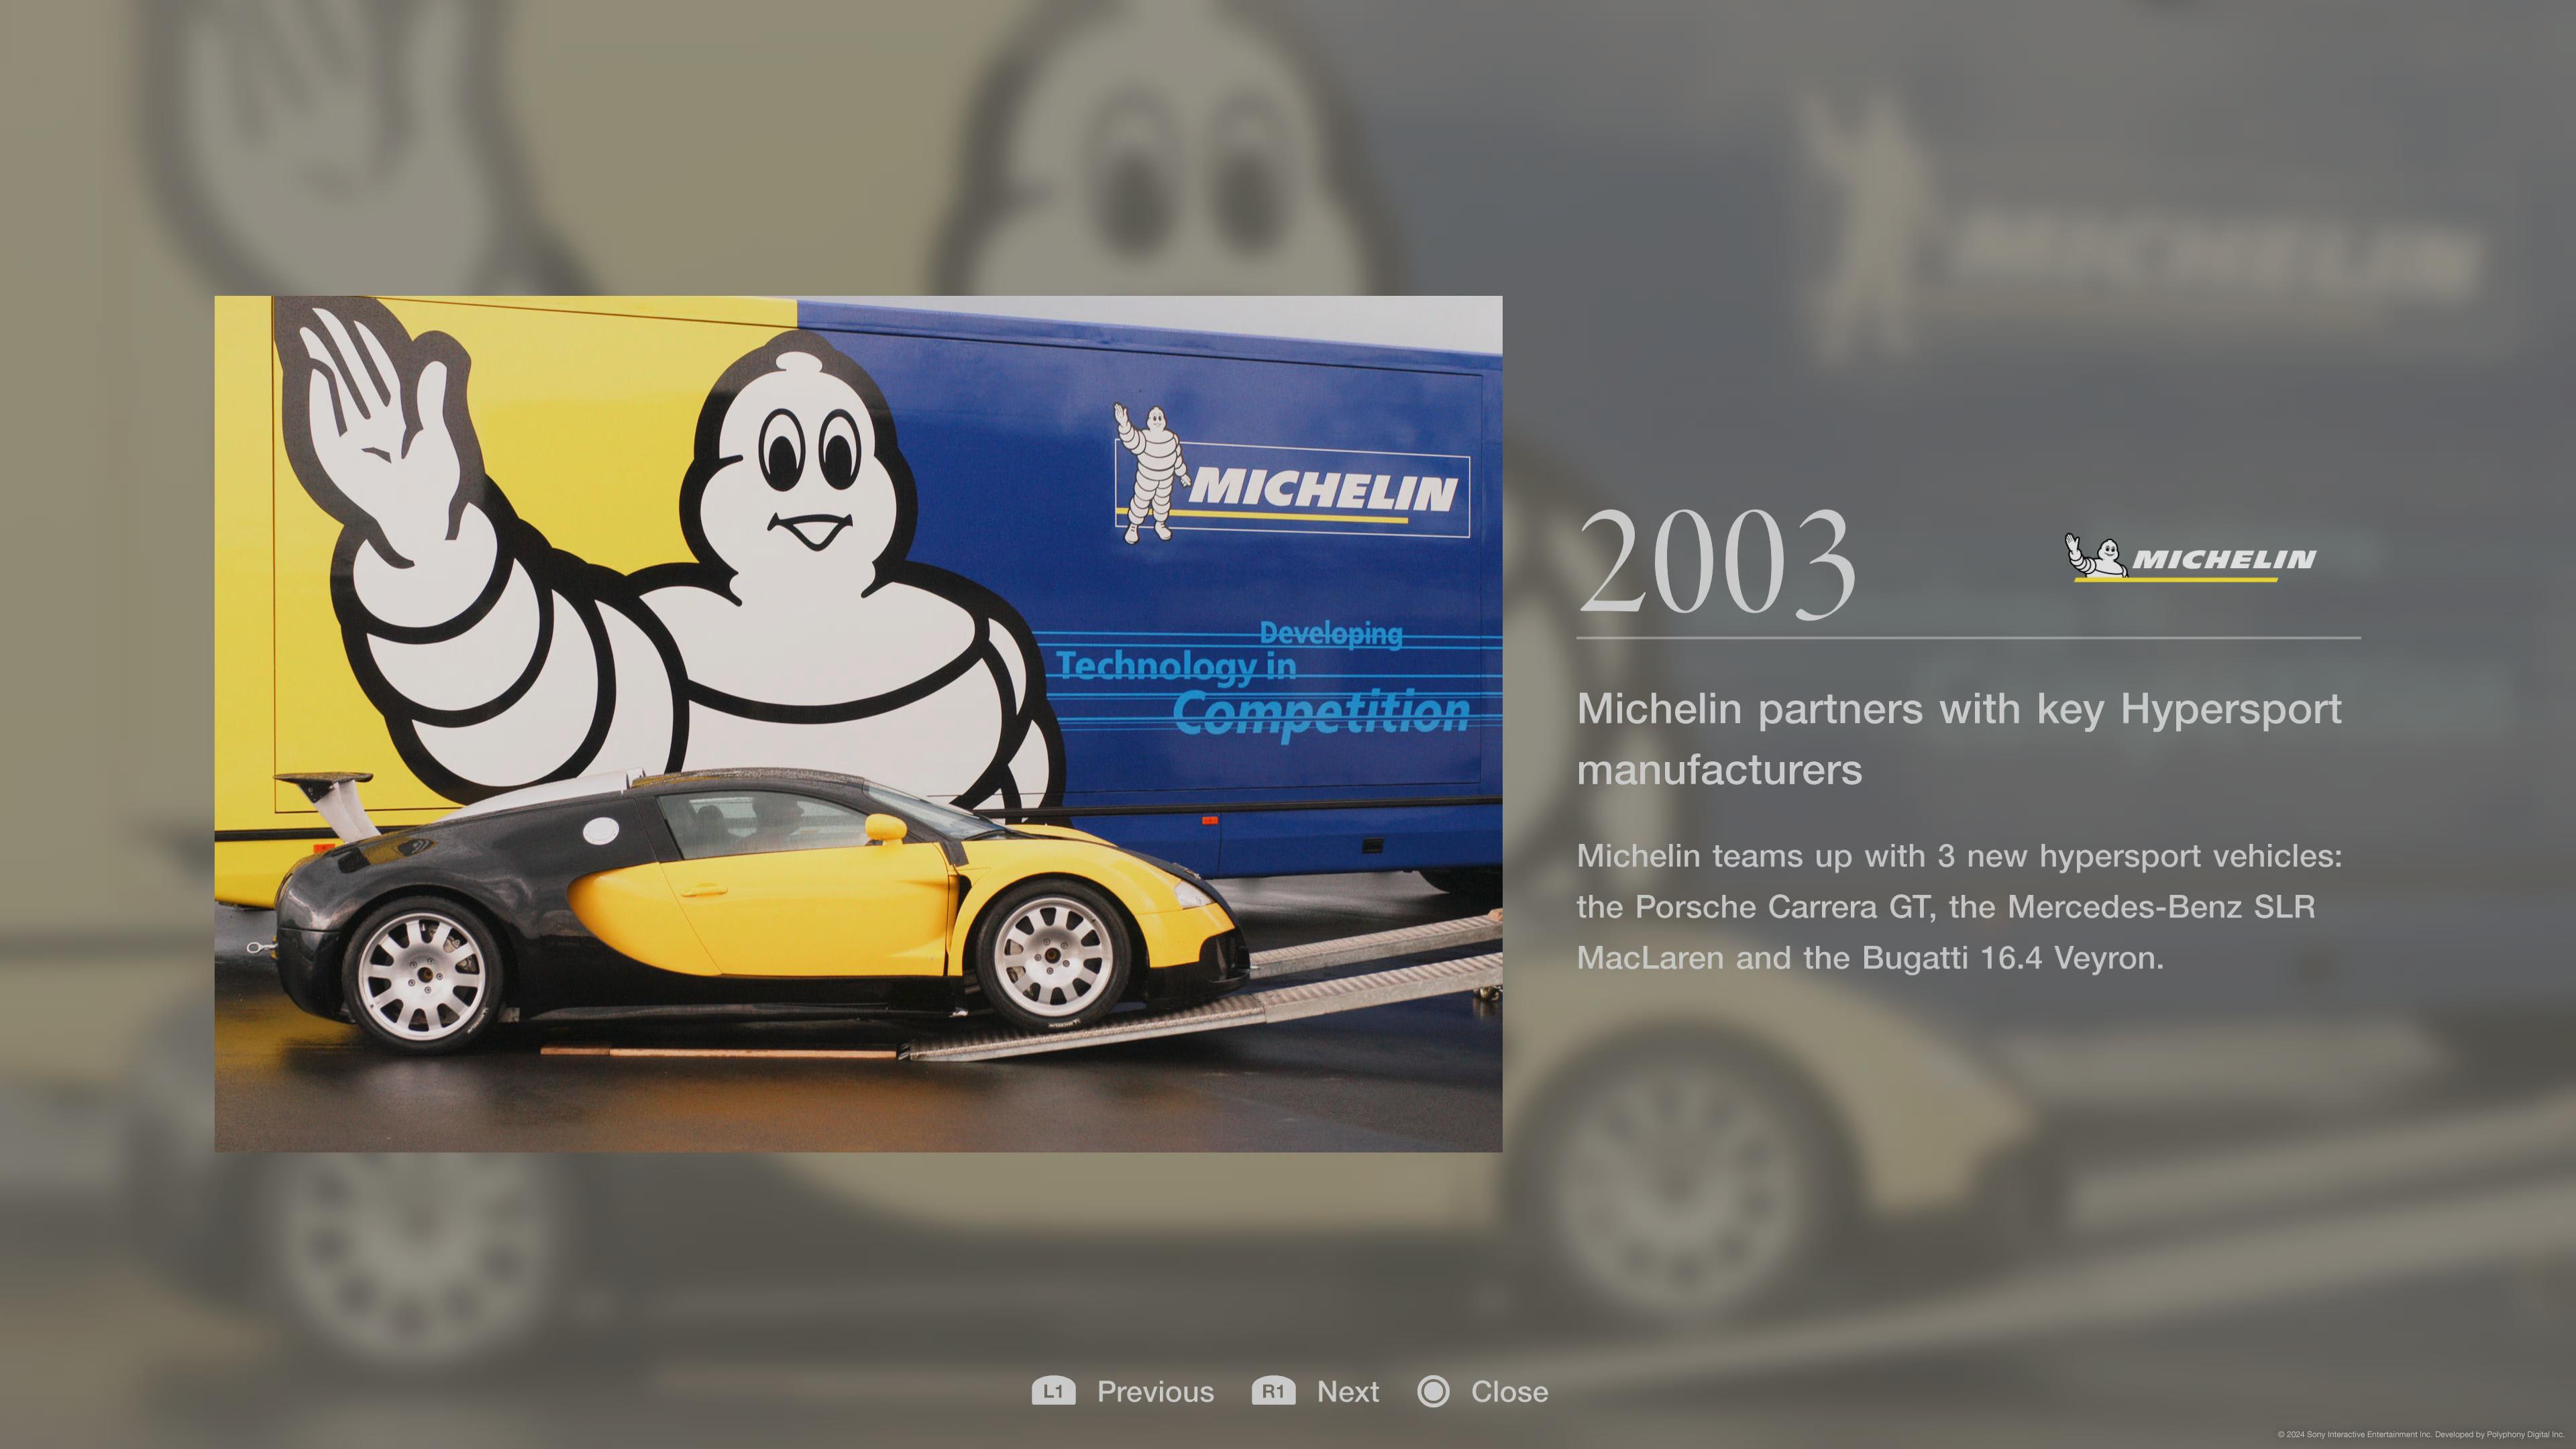 MICHELIN
Developing
Technology in
Competition
2003
MICHELIN
Michelin partners with key Hypersport
manufacturers
Michelin teams up with 3 new hypersport vehicles:
the Porsche Carrera GT, the Mercedes-Benz SLR
MacLaren and the Bugatti 16.4 Veyron.
L1 Previous R1 Next Close
© 2024 Sony Interactive Entertainment Inc. Developed by Polyphony Digital Inc.